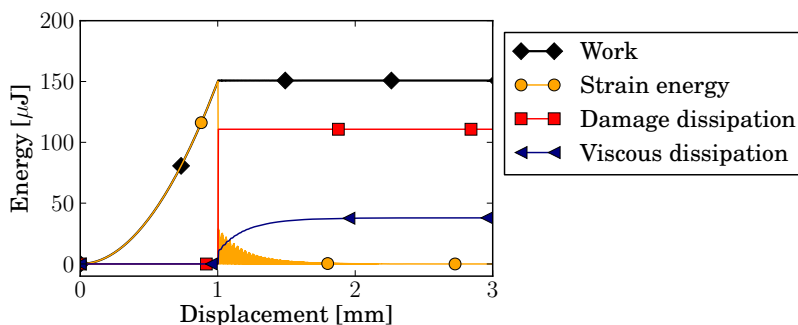 200
150
100
50
0
Energy [μJ]
0
1
2
3
Displacement [mm]
Work
Strain energy
Damage dissipation
Viscous dissipation